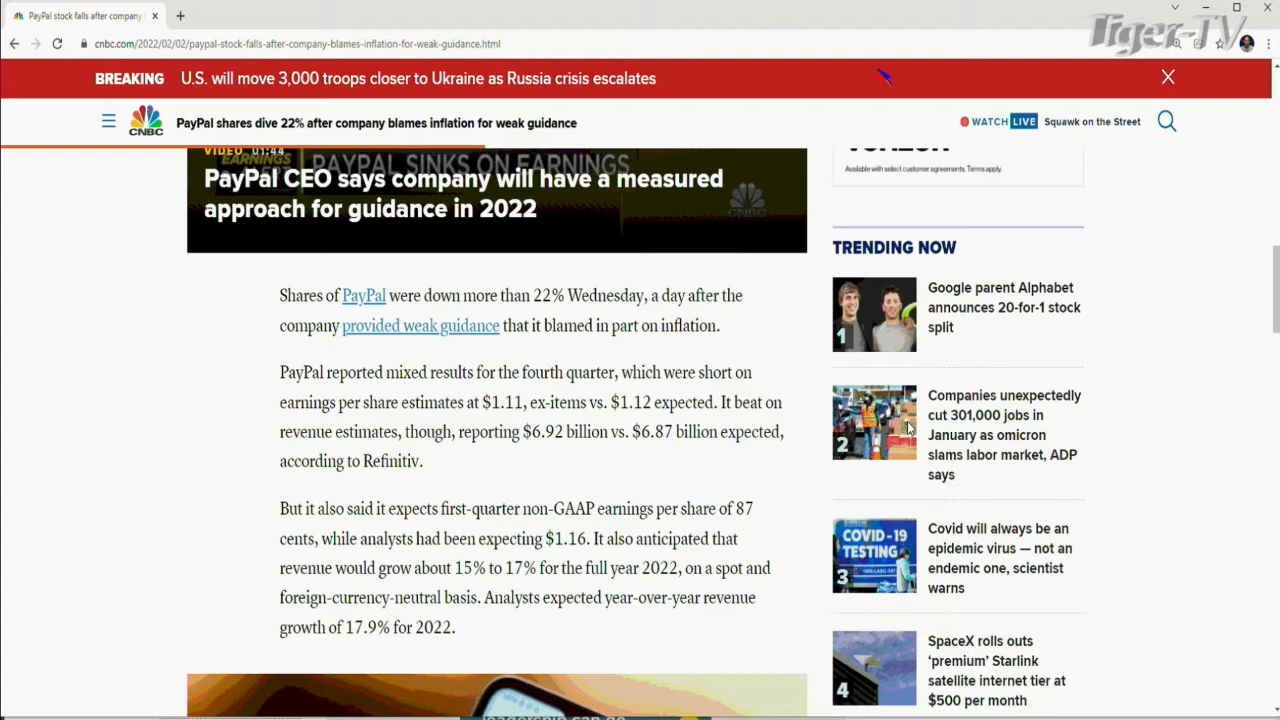 PayPal stock falls after company
Tiger-TV
cnbc.com/2022/02/02/paypal-stock-falls-after-company-blames-inflation-for-weak-guidance.html
BREAKING U.S. will move 3,000 troops closer to Ukraine as Russia crisis escalates
CNBC
PayPal shares dive 22% after company blames inflation for weak guidance
WATCH LIVE Squawk on the Street
VIDEO 01:44
EARNINGS
PAYPAL SINKS ON EARNINGS
PayPal CEO says company will have a measured
approach for guidance in 2022
CNBC
Shares of PayPal were down more than 22% Wednesday, a day after the
company provided weak guidance that it blamed in part on inflation.
PayPal reported mixed results for the fourth quarter, which were short on
earnings per share estimates at $1.11, ex-items vs. $1.12 expected. It beat on
revenue estimates, though, reporting $6.92 billion vs. $6.87 billion expected,
according to Refinitiv.
But it also said it expects first-quarter non-GAAP earnings per share of 87
cents, while analysts had been expecting $1.16. It also anticipated that
revenue would grow about 15% to 17% for the full year 2022, on a spot and
foreign-currency-neutral basis. Analysts expected year-over-year revenue
growth of 17.9% for 2022.
Available with select customer agreements. Terms apply.
TRENDING NOW
1
Google parent Alphabet
announces 20-for-1 stock
split
2
Companies unexpectedly
cut 301,000 jobs in
January as omicron
slams labor market, ADP
says
COVID-19
TESTING
3
Covid will always be an
epidemic virus — not an
endemic one, scientist
warns
4
SpaceX rolls outs
‘premium’ Starlink
satellite internet tier at
$500 per month